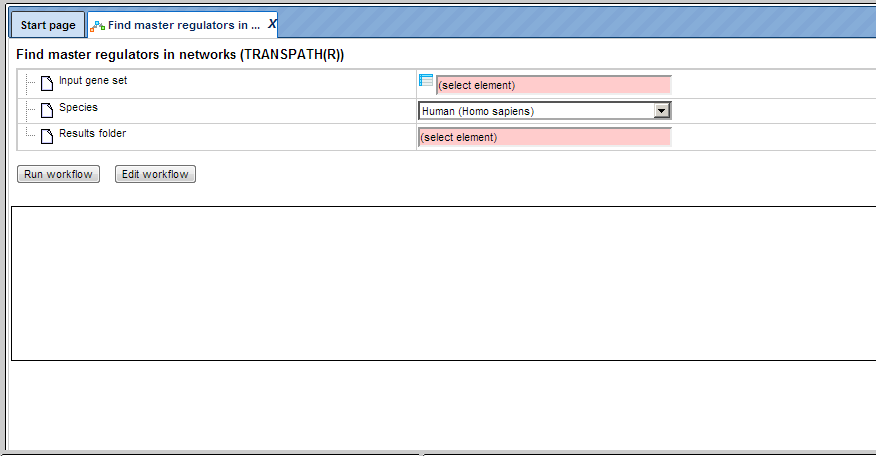 Start page
Find master regulators in ... X
Find master regulators in networks (TRANSPATH(R))
Input gene set (select element)
Species Human (Homo sapiens)
Results folder (select element)
Run workflow Edit workflow